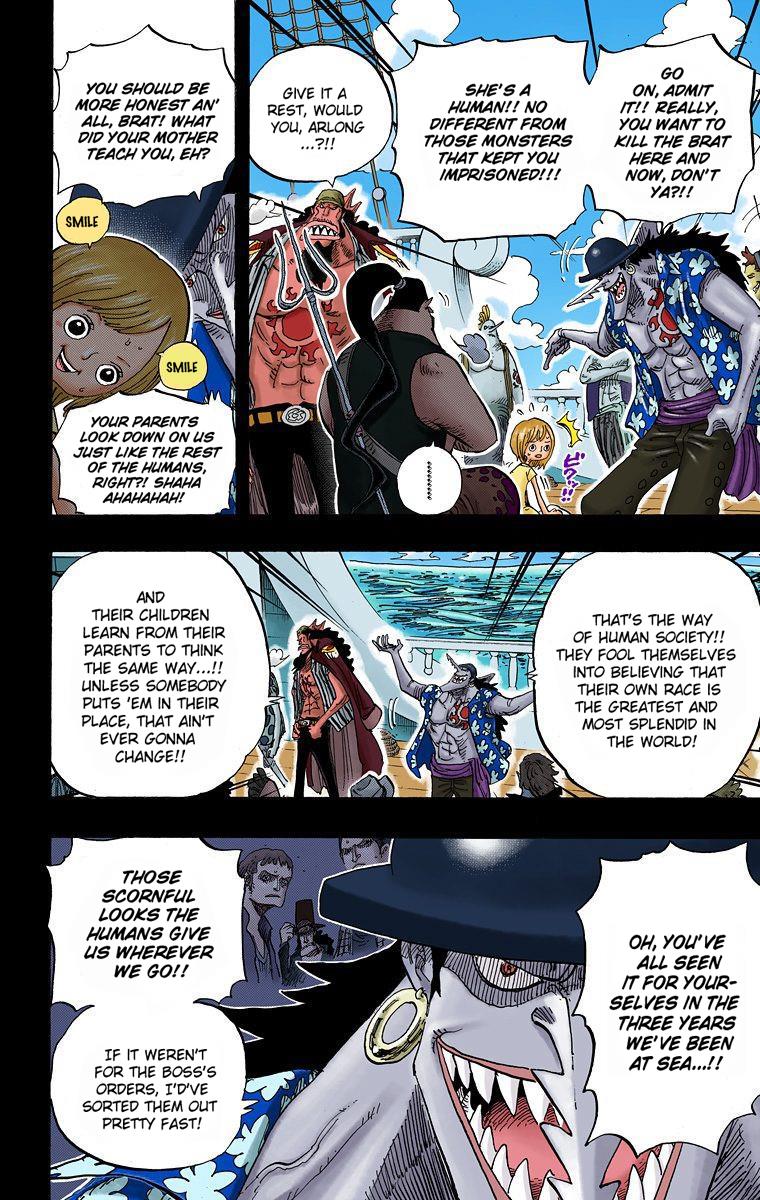 GO
ON, ADMIT
IT!! REALLY,
YOU WANT TO
KILL THE BRAT
HERE AND
NOW, DON'T
YA?!!
SHE'S A
HUMAN!! NO
DIFFERENT FROM
THOSE MONSTERS
THAT KEPT YOU
IMPRISONED!!!
GIVE IT A
REST, WOULD
YOU, ARLONG
...?!!
ビクッ!!
YOU SHOULD BE
MORE HONEST AN'
ALL, BRAT! WHAT
DID YOUR MOTHER
TEACH YOU, EH?
SMILE
SMILE
YOUR PARENTS
LOOK DOWN ON US
JUST LIKE THE REST
OF THE HUMANS,
RIGHT?! SHAHA
AHAHAHAH!
THAT'S THE WAY
OF HUMAN SOCIETY!!
THEY FOOL THEMSELVES
INTO BELIEVING THAT
THEIR OWN RACE IS
THE GREATEST AND
MOST SPLENDID IN
THE WORLD!
AND
THEIR CHILDREN
LEARN FROM THEIR
PARENTS TO THINK
THE SAME WAY...!!
UNLESS SOMEBODY
PUTS 'EM IN THEIR
PLACE, THAT AIN'T
EVER GONNA
CHANGE!!
OH, YOU'VE
ALL SEEN
IT FOR YOUR-
SELVES IN THE
THREE YEARS
WE'VE BEEN
AT SEA...!!
THOSE
SCORNFUL
LOOKS THE
HUMANS GIVE
US WHEREVER
WE GO!!
IF IT WEREN'T
FOR THE BOSS'S
ORDERS, I'D'VE
SORTED THEM OUT
PRETTY FAST!